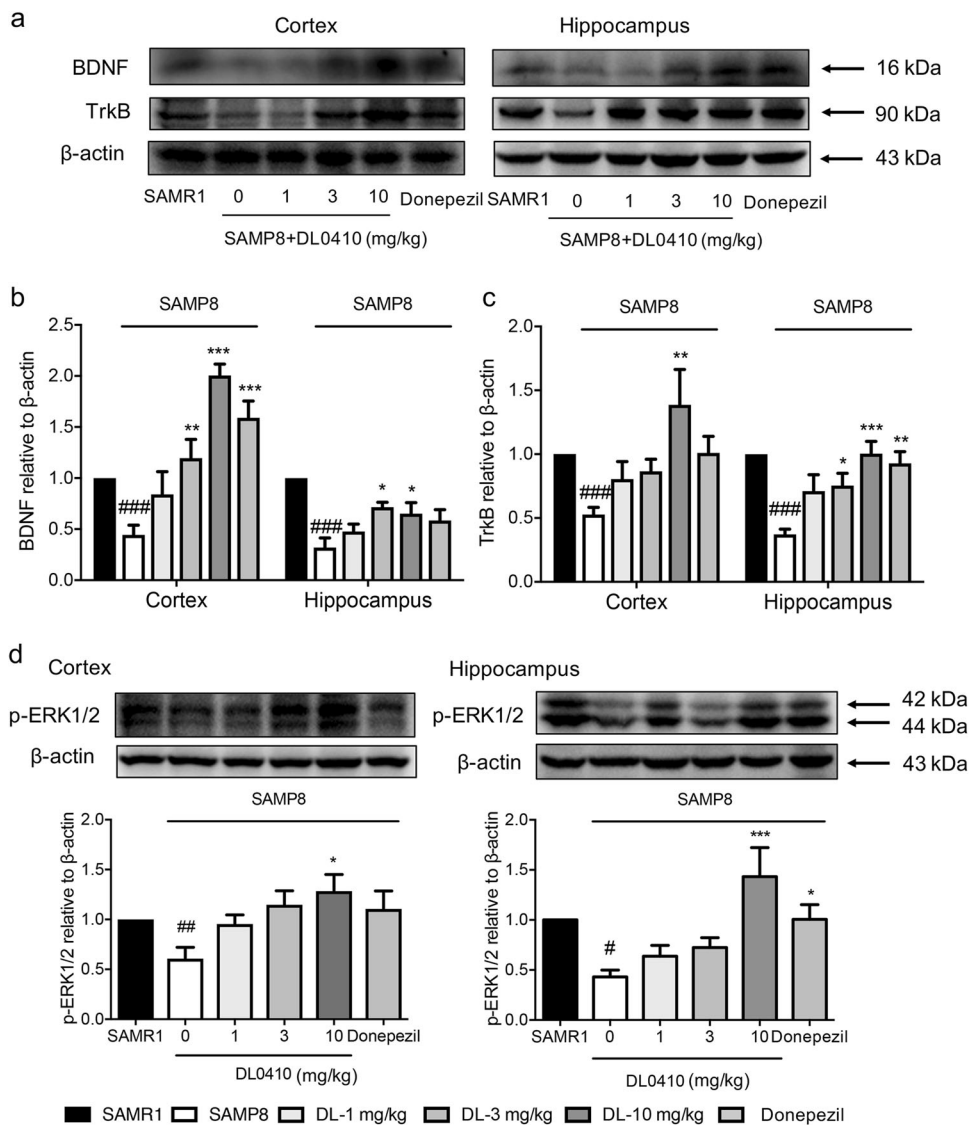 a
Cortex Hippocampus
BDNF 16 kDa
TrkB 90 kDa
β-actin 43 kDa
SAMR1 0 1 3 10 Donepezil SAMR1 0 1 3 10 Donepezil
SAMP8+DL0410 (mg/kg) SAMP8+DL0410 (mg/kg)
b c
SAMP8 SAMP8 SAMP8 SAMP8
BDNF relative to β-actin
2.5
2.0
1.5
1.0
0.5
0.0
### ** *** ***
### * *
Cortex Hippocampus
TrkB relative to β-actin
2.0
1.5
1.0
0.5
0.0
### **
### * *** **
Cortex Hippocampus
d
Cortex Hippocampus
p-ERK1/2 p-ERK1/2 42 kDa
44 kDa
β-actin β-actin 43 kDa
SAMP8 SAMP8
p-ERK1/2 relative to β-actin
2.0
1.5
1.0
0.5
0.0
## *
SAMR1 0 1 3 10 Donepezil
DL0410 (mg/kg)
p-ERK1/2 relative to β-actin
2.0
1.5
1.0
0.5
0.0
# *** *
SAMR1 0 1 3 10 Donepezil
DL0410 (mg/kg)
SAMR1 SAMP8 DL-1 mg/kg DL-3 mg/kg DL-10 mg/kg Donepezil